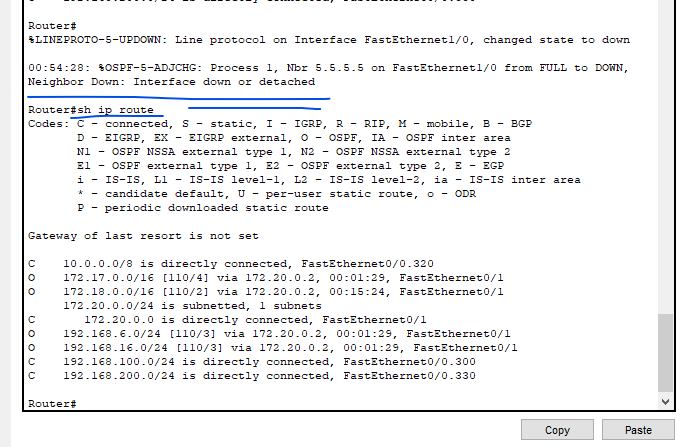 Router#
%LINEPROTO-5-UPDOWN: Line protocol on Interface FastEthernet1/0, changed state to down
00:54:28: %OSPF-5-ADJCHG: Process 1, Nbr 5.5.5.5 on FastEthernet1/0 from FULL to DOWN,
Neighbor Down: Interface down or detached
Router#sh ip route
Codes: C - connected, S - static, I - IGRP, R - RIP, M - mobile, B - BGP
D - EIGRP, EX - EIGRP external, O - OSPF, IA - OSPF inter area
N1 - OSPF NSSA external type 1, N2 - OSPF NSSA external type 2
E1 - OSPF external type 1, E2 - OSPF external type 2, E - EGP
i - IS-IS, L1 - IS-IS level-1, L2 - IS-IS level-2, ia - IS-IS inter area
* - candidate default, U - per-user static route, o - ODR
P - periodic downloaded static route
Gateway of last resort is not set
C 10.0.0.0/8 is directly connected, FastEthernet0/0.320
O 172.17.0.0/16 [110/4] via 172.20.0.2, 00:01:29, FastEthernet0/1
O 172.18.0.0/16 [110/2] via 172.20.0.2, 00:15:24, FastEthernet0/1
172.20.0.0/24 is subnetted, 1 subnets
C 172.20.0.0 is directly connected, FastEthernet0/1
O 192.168.6.0/24 [110/3] via 172.20.0.2, 00:01:29, FastEthernet0/1
O 192.168.16.0/24 [110/3] via 172.20.0.2, 00:01:29, FastEthernet0/1
C 192.168.100.0/24 is directly connected, FastEthernet0/0.300
C 192.168.200.0/24 is directly connected, FastEthernet0/0.330
Router#
Copy Paste